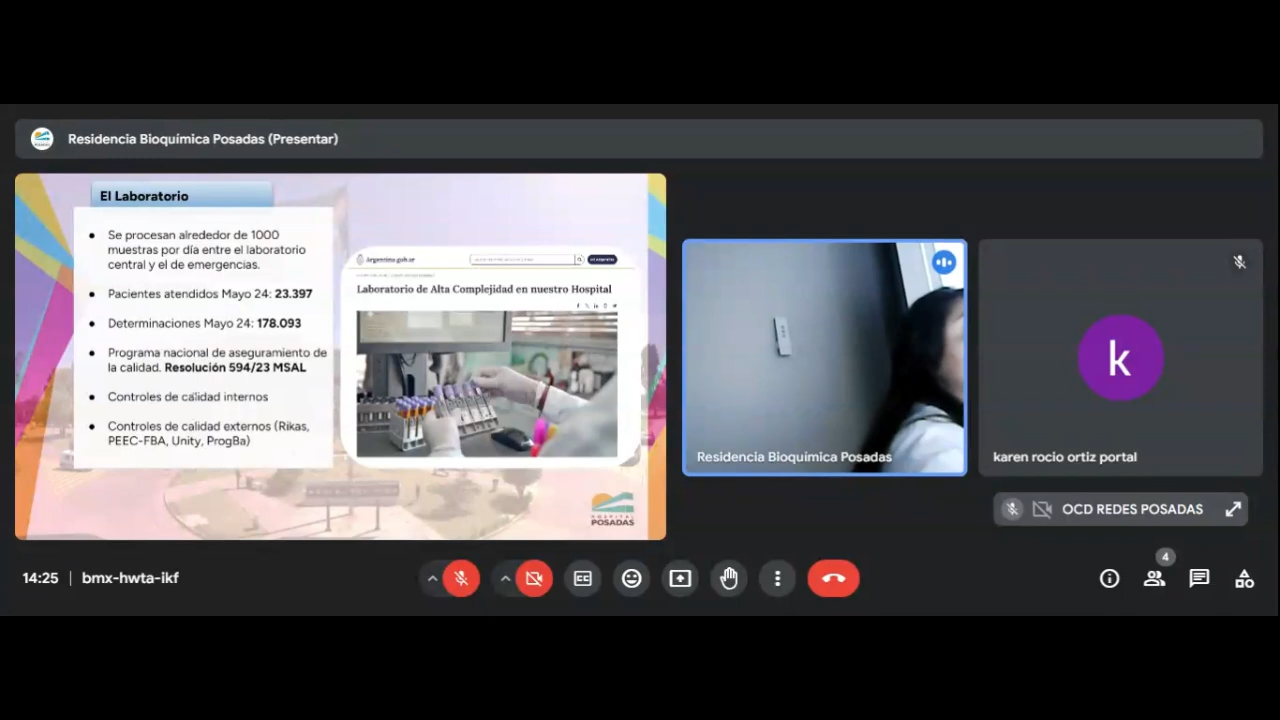 Residencia Bioquímica Posadas (Presentar)
El Laboratorio
● Se procesan alrededor de 1000
muestras por día entre el laboratorio
central y el de emergencias.
● Pacientes atendidos Mayo 24: 23.397
● Determinaciones Mayo 24: 178.093
● Programa nacional de aseguramiento de
la calidad. Resolución 594/23 MSAL
● Controles de calidad internos
● Controles de calidad externos (Rikas,
PEEC-FBA, Unity, ProgBa)
Argentina.gob.ar
Laboratorio de Alta Complejidad en nuestro Hospital
HOSPITAL
POSADAS
Residencia Bioquímica Posadas
k
karen rocio ortiz portal
OCD REDES POSADAS
14:25 | bmx-hwta-ikf
4